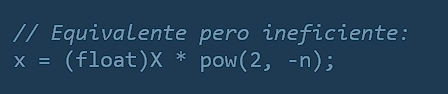 // Equivalente pero ineficiente:
x = (float)X * pow(2, -n);